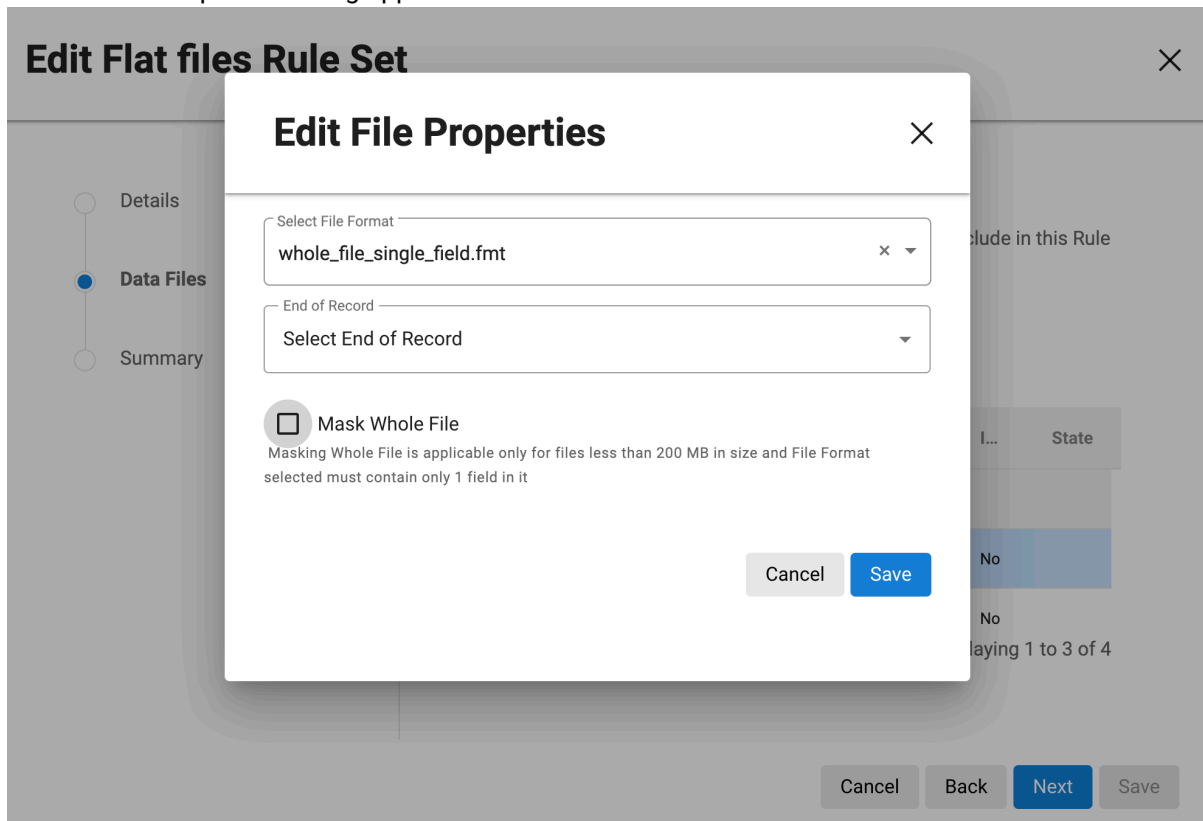 Edit Flat files Rule Set
Edit File Properties
Details
Data Files
Summary
Select File Format
whole_file_single_field.fmt
End of Record
Select End of Record
Mask Whole File
Masking Whole File is applicable only for files less than 200 MB in size and File Format
selected must contain only 1 field in it
Cancel Save
in this Rule
I... State
No
No
1 to 3 of 4
Cancel Back Next Save